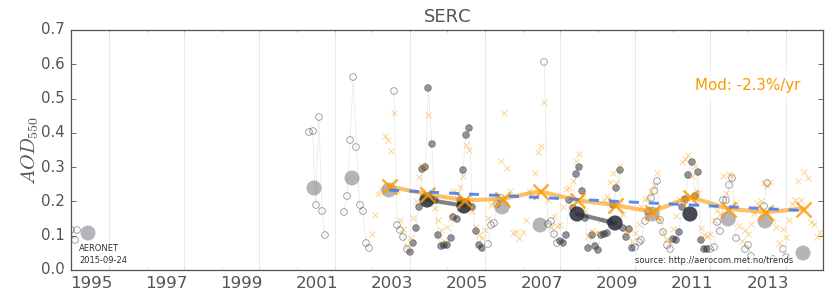 SERC
0.7
0.6
0.5
0.4
0.3
0.2
0.1
0.0
AOD550
Mod: -2.3%/yr
AERONET
2015-09-24
source: http://aerocom.met.no/trends
1995 1997 1999 2001 2003 2005 2007 2009 2011 2013